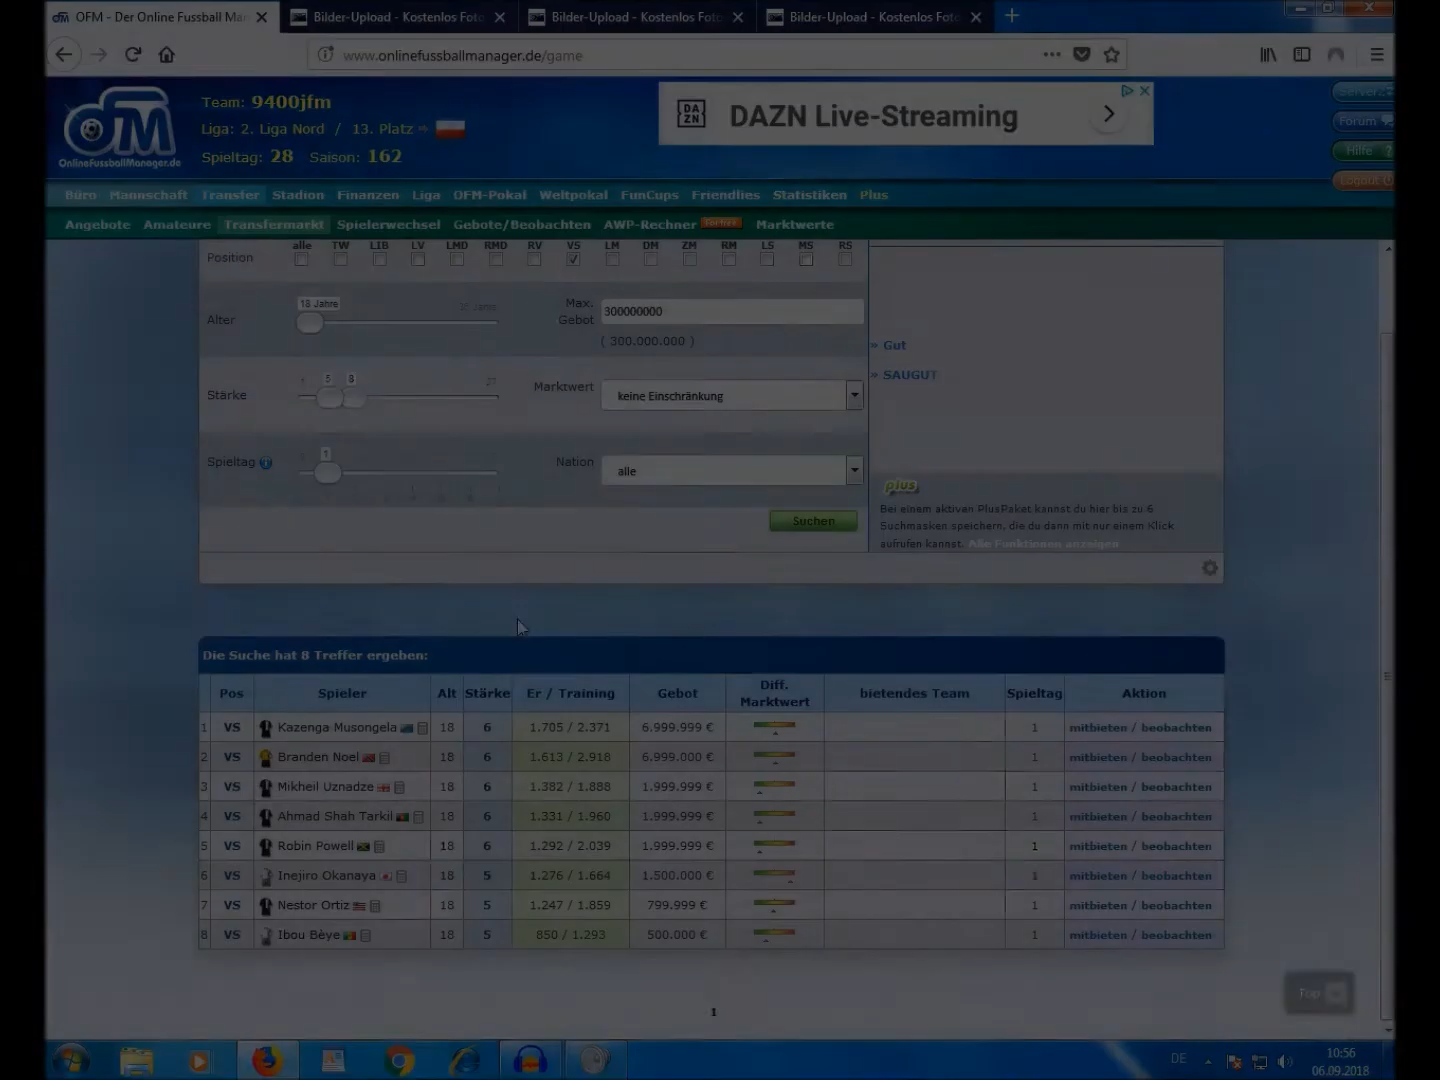 OFM - Der Online Fussball Ma
Bilder-Upload - Kostenlos Foto
Bilder-Upload - Kostenlos Foto
Bilder-Upload - Kostenlos Foto
www.onlinefussballmanager.de/game
OFM
OnlineFussballManager.de
Team: 9400jfm
Liga: 2. Liga Nord / 13. Platz »
Spieltag: 28 Saison: 162
DA
ZN
DAZN Live-Streaming
Forum
Hilfe ?
Logout
Büro Mannschaft Transfer Stadion Finanzen Liga OFM-Pokal Weltpokal FunCups Friendlies Statistiken Plus
Angebote Amateure Transfermarkt Spielerwechsel Gebote/Beobachten AWP-Rechner Marktwerte
Position alle TW LIB LV LMD RMD RV VS LM DM ZM RM LS MS RS
Alter 18 Jahre Max. Gebot 300000000
( 300.000.000 )
» Gut
» SAUGUT
Stärke 5 8 27 Marktwert keine Einschränkung
Spieltag 1 Nation alle
Suchen
plus
Bei einem aktiven PlusPaket kannst du hier bis zu 6
Suchmasken speichern, die du dann mit nur einem Klick
aufrufen kannst. Alle Funktionen anzeigen
Die Suche hat 8 Treffer ergeben:
Pos Spieler Alt Stärke Er / Training Gebot Diff. Marktwert bietendes Team Spieltag Aktion
1 VS Kazenga Musongela 18 6 1.705 / 2.371 6.999.999 € 1 mitbieten / beobachten
2 VS Branden Noel 18 6 1.613 / 2.918 6.999.000 € 1 mitbieten / beobachten
3 VS Mikheil Uznadze 18 6 1.382 / 1.888 1.999.999 € 1 mitbieten / beobachten
4 VS Ahmad Shah Tarkil 18 6 1.331 / 1.960 1.999.999 € 1 mitbieten / beobachten
5 VS Robin Powell 18 6 1.292 / 2.039 1.999.999 € 1 mitbieten / beobachten
6 VS Inejiro Okanaya 18 5 1.276 / 1.664 1.500.000 € 1 mitbieten / beobachten
7 VS Nestor Ortiz 18 5 1.247 / 1.859 799.999 € 1 mitbieten / beobachten
8 VS Ibou Bèye 18 5 850 / 1.293 500.000 € 1 mitbieten / beobachten
Top
1
DE
10:56
06.09.2018